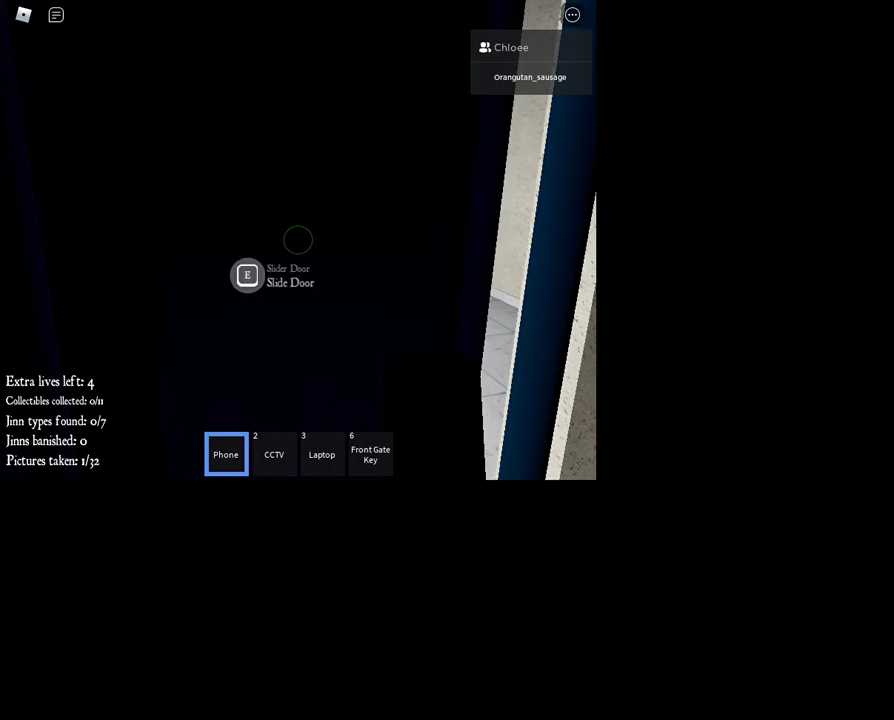 Chloee
Orangutan_sausage
E
Slider Door
Slide Door
Extra lives left: 4
Collectibles collected: 0/11
Jinn types found: 0/7
Jinns banished: 0
Pictures taken: 1/32
Phone
2
CCTV
3
Laptop
6
Front Gate
Key